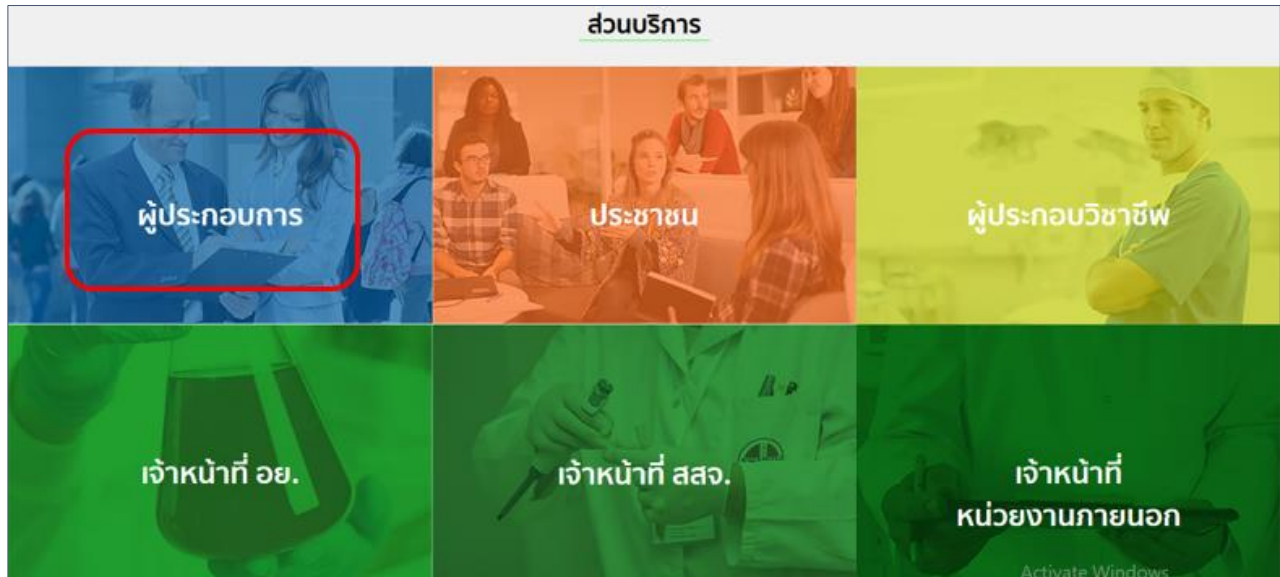 ส่วนบริการ
ผู้ประกอบการ
ประชาชน
ผู้ประกอบวิชาชีพ
เจ้าหน้าที่ อย.
เจ้าหน้าที่ สสจ.
เจ้าหน้าที่
หน่วยงานภายนอก
Activate Windows